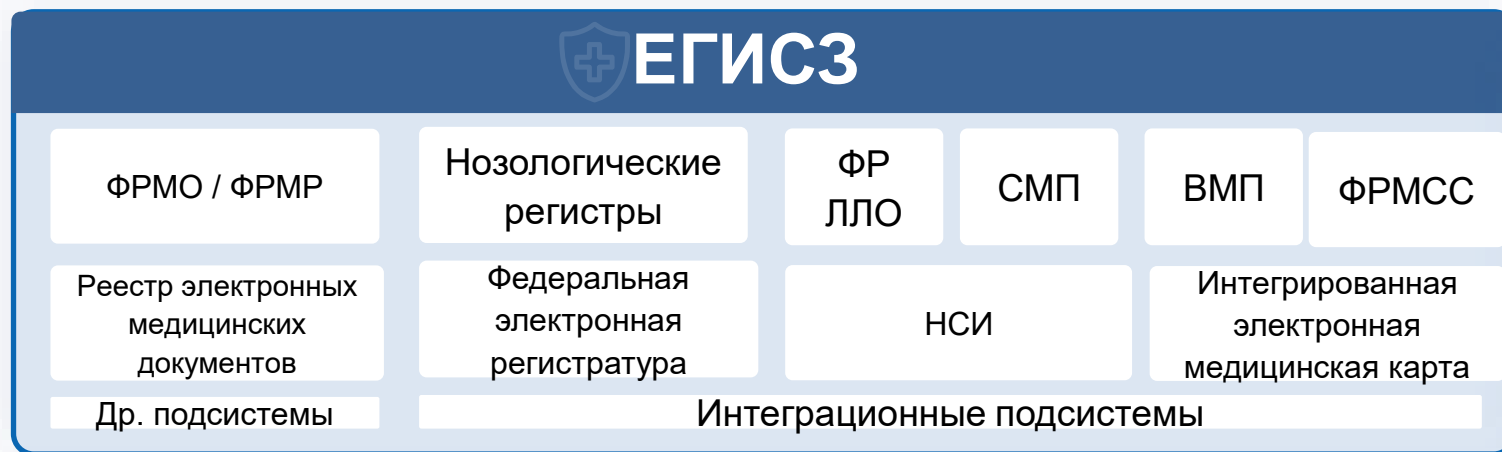 ЕГИСЗ
ФРМО / ФРМР
Нозологические
регистры
ФР
ЛЛО
СМП
ВМП
ФРМСС
Реестр электронных
медицинских
документов
Федеральная
электронная
регистратура
НСИ
Интегрированная
электронная
медицинская карта
Др. подсистемы
Интеграционные подсистемы